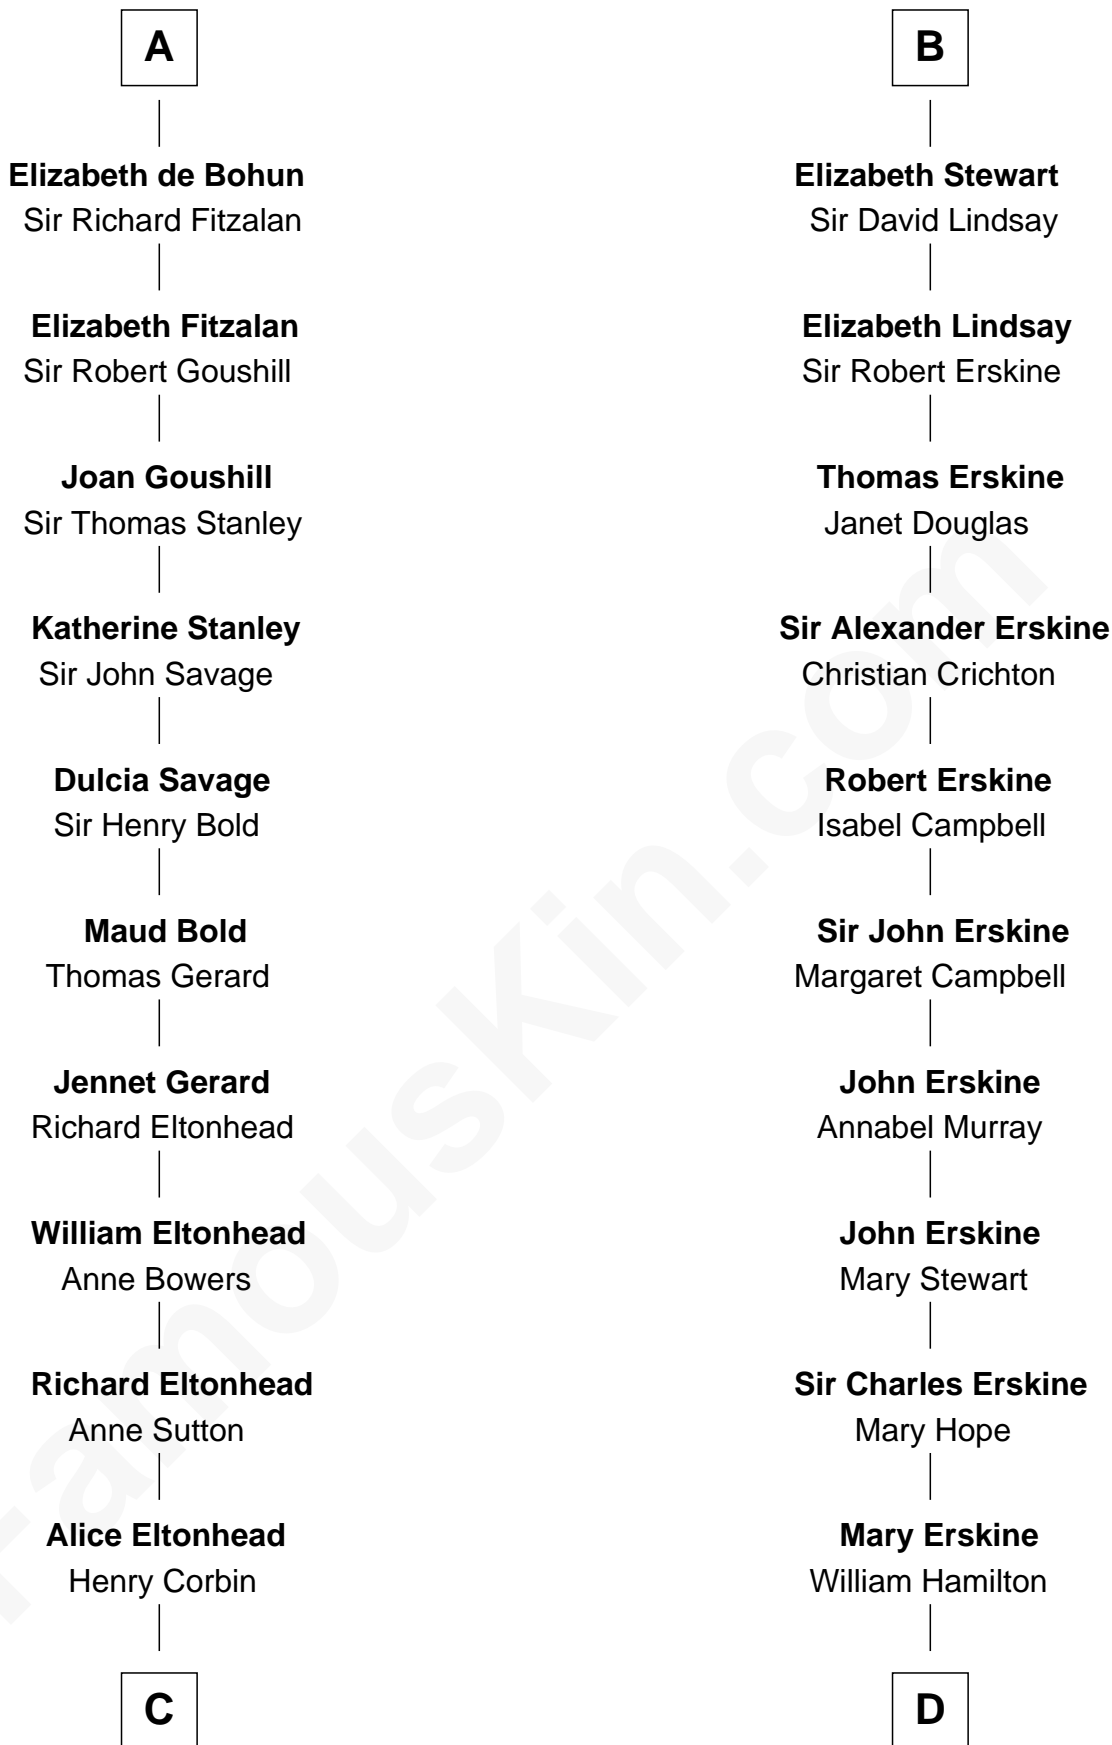 A
Elizabeth de Bohun
Sir Richard Fitzalan
Elizabeth Fitzalan
Sir Robert Goushill
Joan Goushill
Sir Thomas Stanley
Katherine Stanley
Sir John Savage
Dulcia Savage
Sir Henry Bold
Maud Bold
Thomas Gerard
Jennet Gerard
Richard Eltonhead
William Eltonhead
Anne Bowers
Richard Eltonhead
Anne Sutton
Alice Eltonhead
Henry Corbin
C
B
Elizabeth Stewart
Sir David Lindsay
Elizabeth Lindsay
Sir Robert Erskine
Thomas Erskine
Janet Douglas
Sir Alexander Erskine
Christian Crichton
Robert Erskine
Isabel Campbell
Sir John Erskine
Margaret Campbell
John Erskine
Annabel Murray
John Erskine
Mary Stewart
Sir Charles Erskine
Mary Hope
Mary Erskine
William Hamilton
D
FamousKin.com